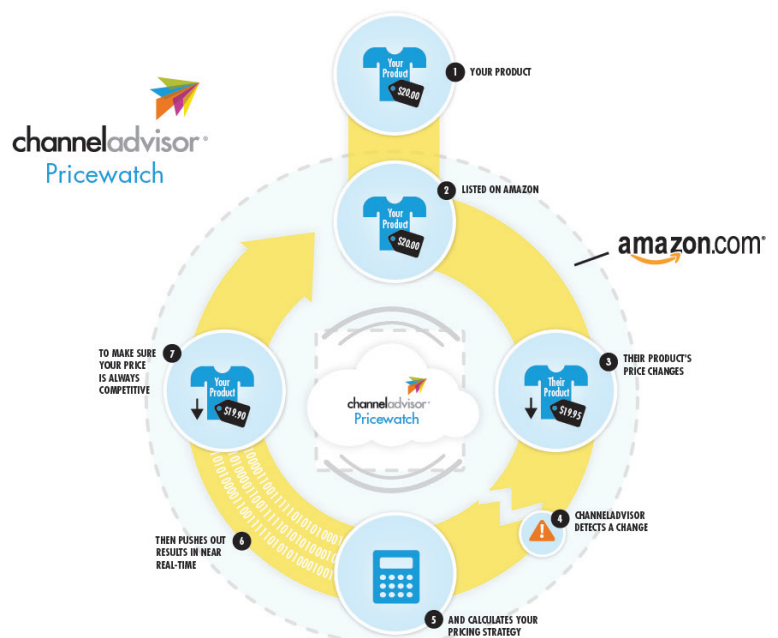 channeladvisor
Pricewatch
Your
Product
$20.00
1 YOUR PRODUCT
Your
Product
$20.00
2 LISTED ON AMAZON
amazon.com
Their
Product
$19.95
3 THEIR PRODUCT'S
PRICE CHANGES
4 CHANNELADVISOR
DETECTS A CHANGE
5 AND CALCULATES YOUR
PRICING STRATEGY
6
THEN PUSHES OUT
RESULTS IN NEAR
REAL-TIME
7
TO MAKE SURE
YOUR PRICE
IS ALWAYS
COMPETITIVE
Your
Product
$19.90
channeladvisor
Pricewatch